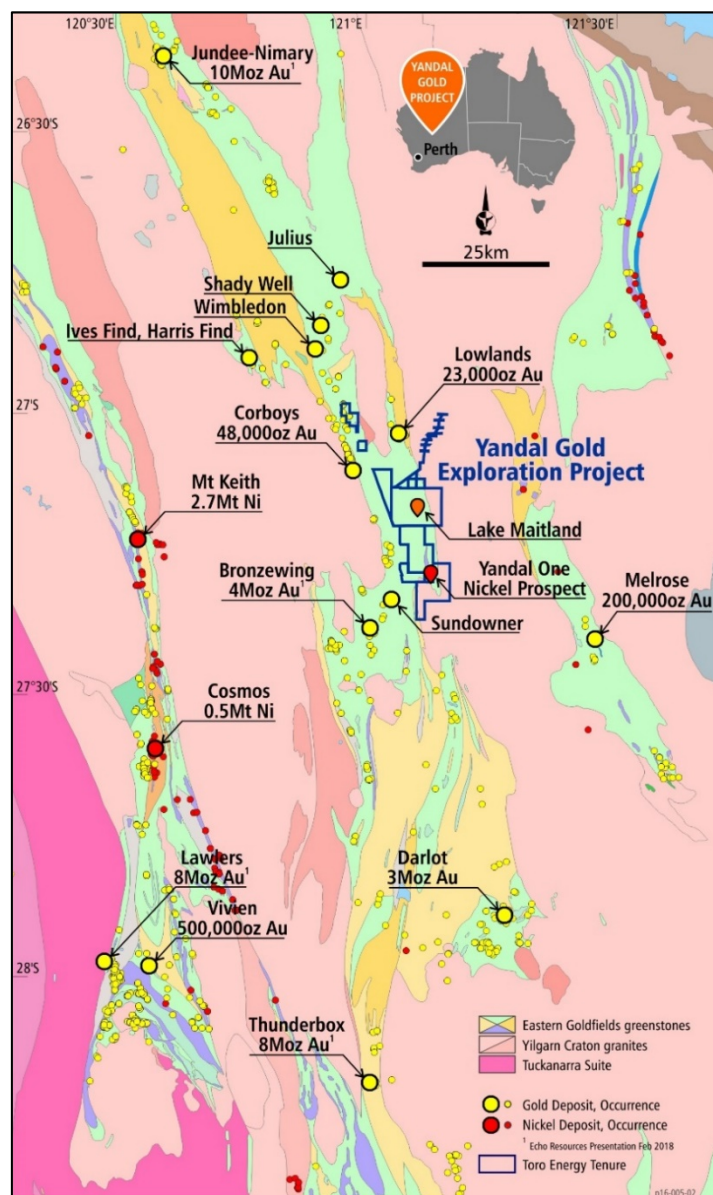 120°30'E
121°E
121°30'E
Jundee-Nimary
10Moz Au¹
YANDAL
GOLD
PROJECT
Perth
26°30'S
25km
Julius
Shady Well
Wimbledon
Ives Find, Harris Find
Lowlands
23,000oz Au
27°S
Corboys
48,000oz Au
Yandal Gold
Exploration Project
Mt Keith
2.7Mt Ni
Lake Maitland
Bronzewing
4Moz Au¹
Yandal One
Nickel Prospect
Melrose
200,000oz Au
Sundowner
27°30'S
Cosmos
0.5Mt Ni
Lawlers
8Moz Au¹
Darlot
3Moz Au
Vivien
500,000oz Au
28°S
Thunderbox
8Moz Au¹
Eastern Goldfields greenstones
Yilgarn Craton granites
Tuckanarra Suite
Gold Deposit, Occurrence
Nickel Deposit, Occurrence
¹ Echo Resources Presentation Feb 2018
Toro Energy Tenure
p16-005-02